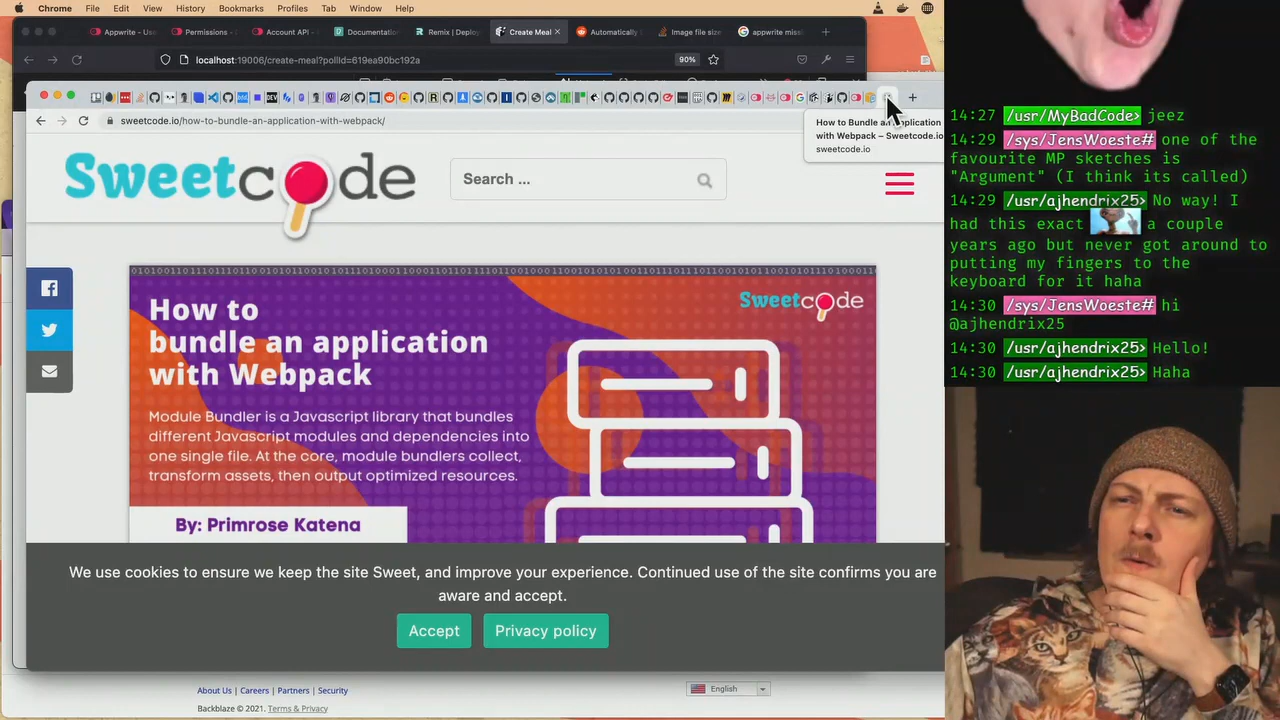 Chrome File Edit View History Bookmarks Profiles Tab Window Help
Appwrite - Use
Permissions -
Account API -
Documentation
Remix | Deploy
Create Meal
Automatically
Image file size
appwrite miss
localhost:19006/create-meal?pollId=619ea90bc192a
90%
sweetcode.io/how-to-bundle-an-application-with-webpack/
How to Bundle an Application
with Webpack – Sweetcode.io
sweetcode.io
Sweetcode
Search ...
Sweetcode
How to
bundle an application
with Webpack
Module Bundler is a Javascript library that bundles
different Javascript modules and dependencies into
one single file. At the core, module bundlers collect,
transform assets, then output optimized resources.
By: Primrose Katena
We use cookies to ensure we keep the site Sweet, and improve your experience. Continued use of the site confirms you are
aware and accept.
Accept
Privacy policy
About Us | Careers | Partners | Security
English
Backblaze © 2021. Terms & Privacy
14:27 /usr/MyBadCode> jeez
14:29 /sys/JensWoeste# one of the
favourite MP sketches is
"Argument" (I think its called)
14:29 /usr/ajhendrix25> No way! I
had this exact a couple
years ago but never got around to
putting my fingers to the
keyboard for it haha
14:30 /sys/JensWoeste# hi
@ajhendrix25
14:30 /usr/ajhendrix25> Hello!
14:30 /usr/ajhendrix25> Haha